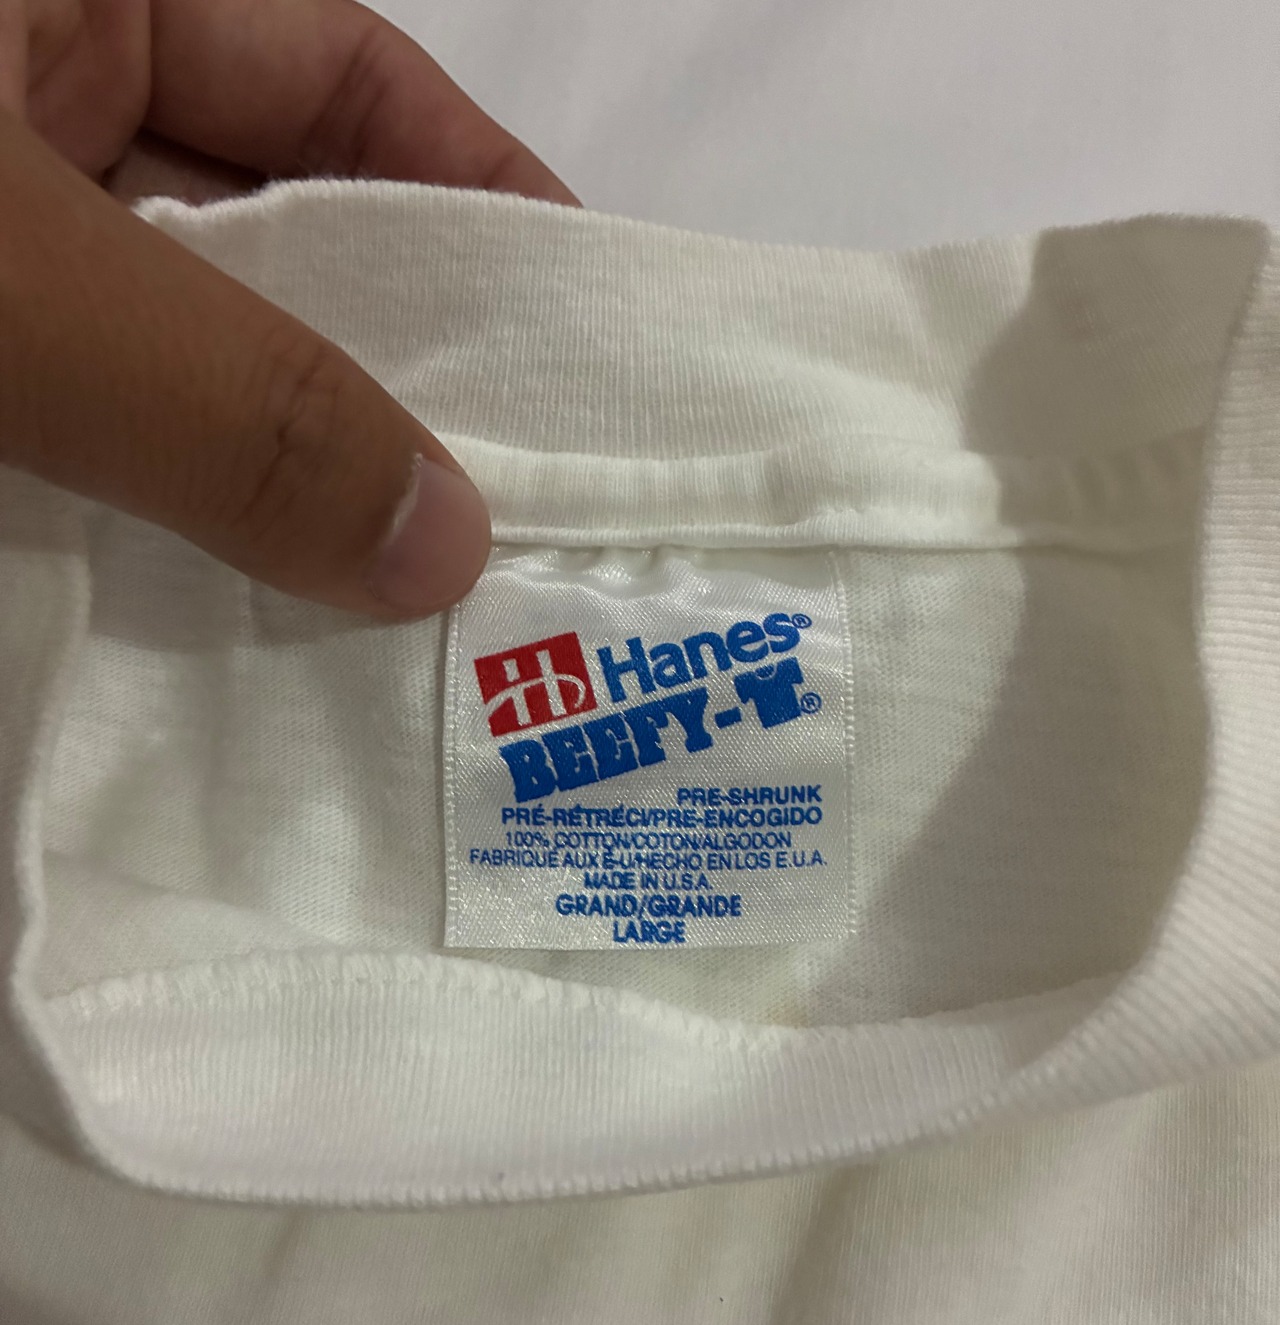 Hanes®
BEEFY-T®
PRE-SHRUNK
PRÉ-RÉTRÉCI/PRE-ENCOGIDO
100% COTTON/COTON/ALGODON
FABRIQUÉ AUX É-U/HECHO EN LOS E.U.A.
MADE IN U.S.A.
GRAND/GRANDE
LARGE